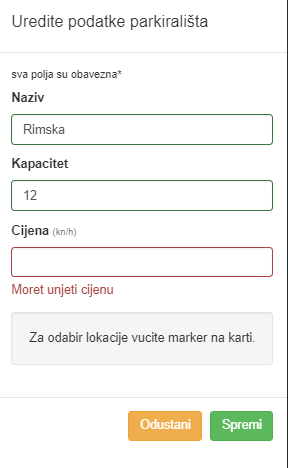 Uredite podatke parkirališta
sva polja su obavezna*
Naziv
Rimska
Kapacitet
12
Cijena (kn/h)
Moret unjeti cijenu
Za odabir lokacije vucite marker na karti.
Odustani Spremi